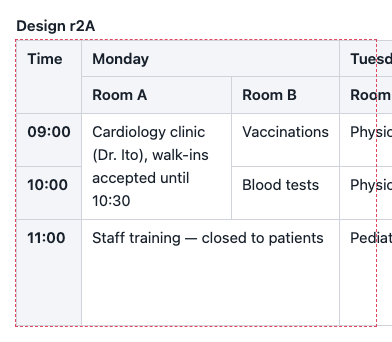 Design r2A
Time Monday
Room A Room B Room
09:00 Cardiology clinic (Dr. Ito), walk-ins accepted until 10:30 Vaccinations
10:00 Blood tests
11:00 Staff training — closed to patients